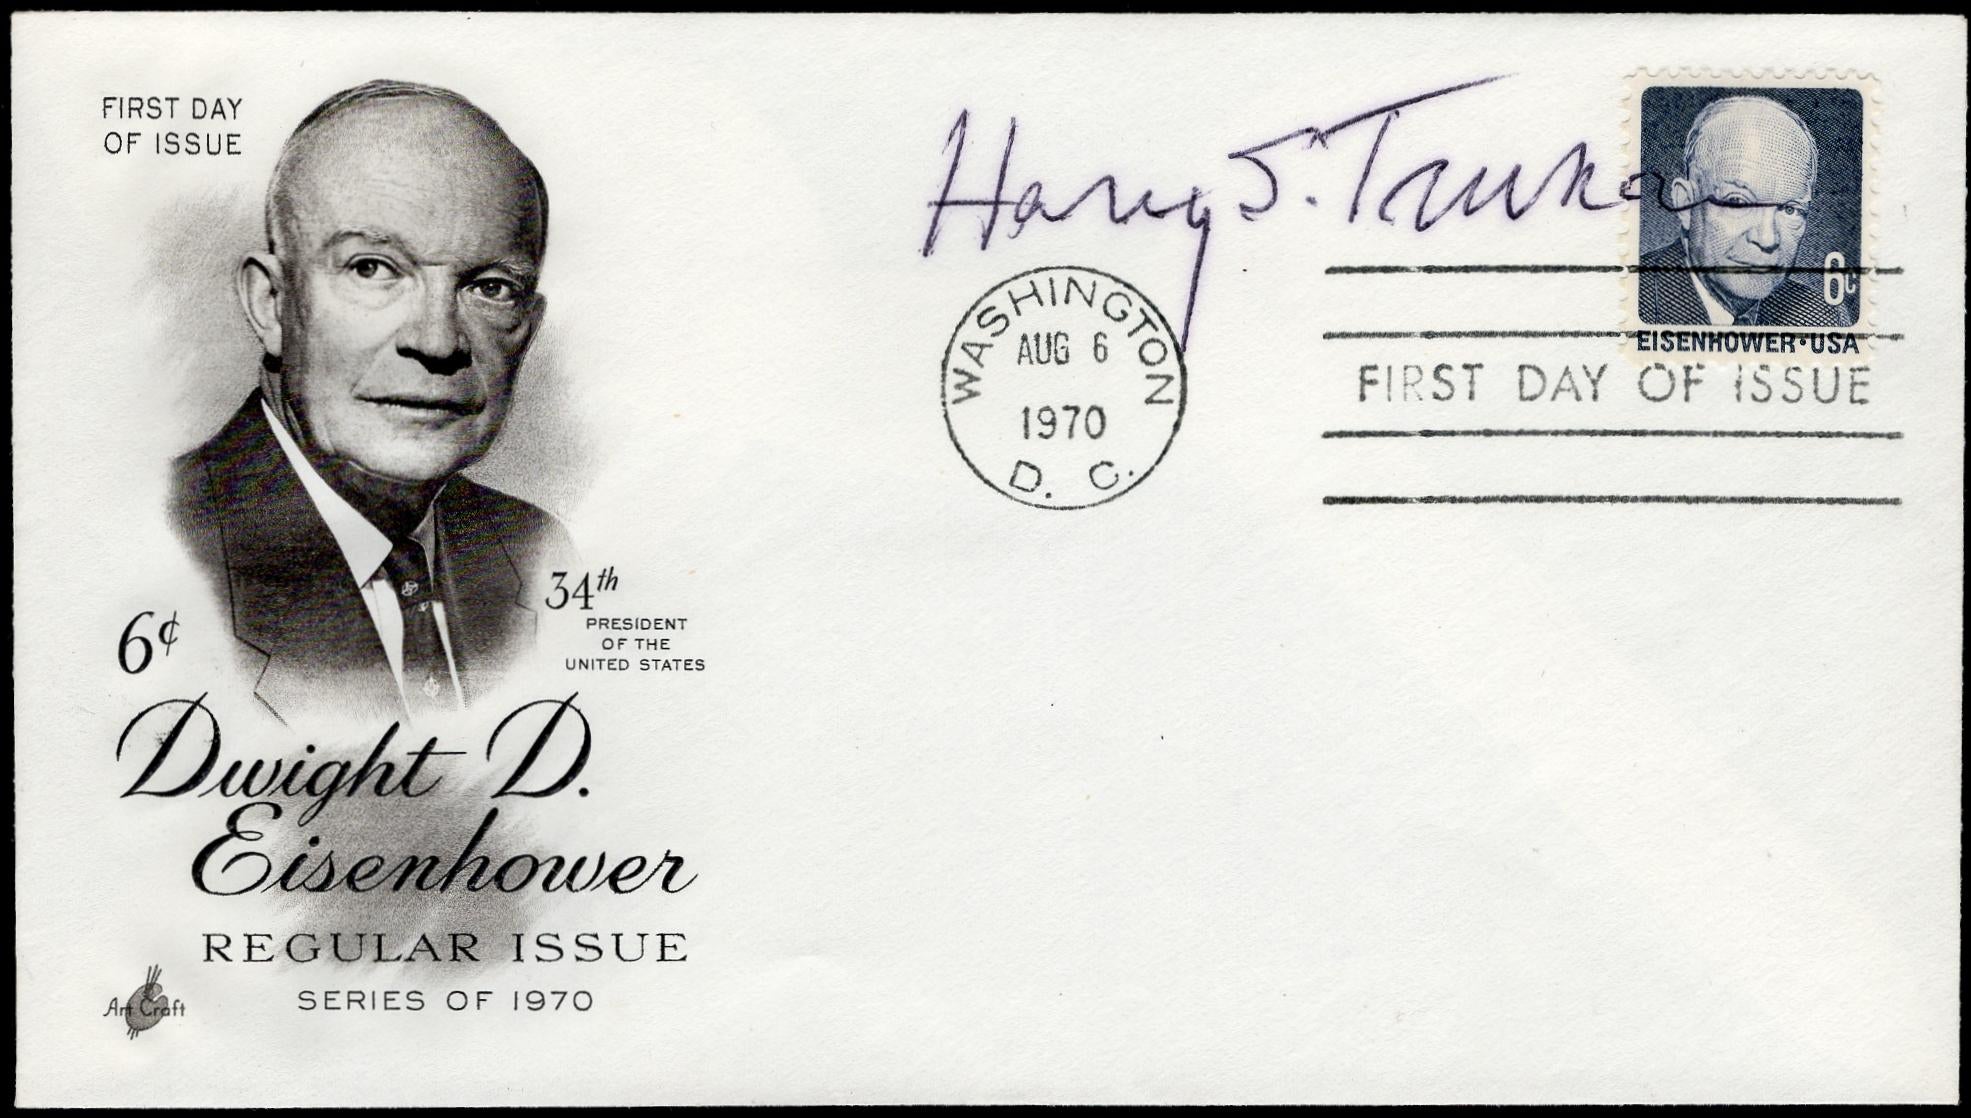 FIRST DAY
OF ISSUE
Harry S. Truman
6c
EISENHOWER·USA
WASHINGTON
AUG 6
1970
D. C.
FIRST DAY OF ISSUE
34th
PRESIDENT
OF THE
UNITED STATES
6¢
Dwight D.
Eisenhower
REGULAR ISSUE
SERIES OF 1970
Art Craft